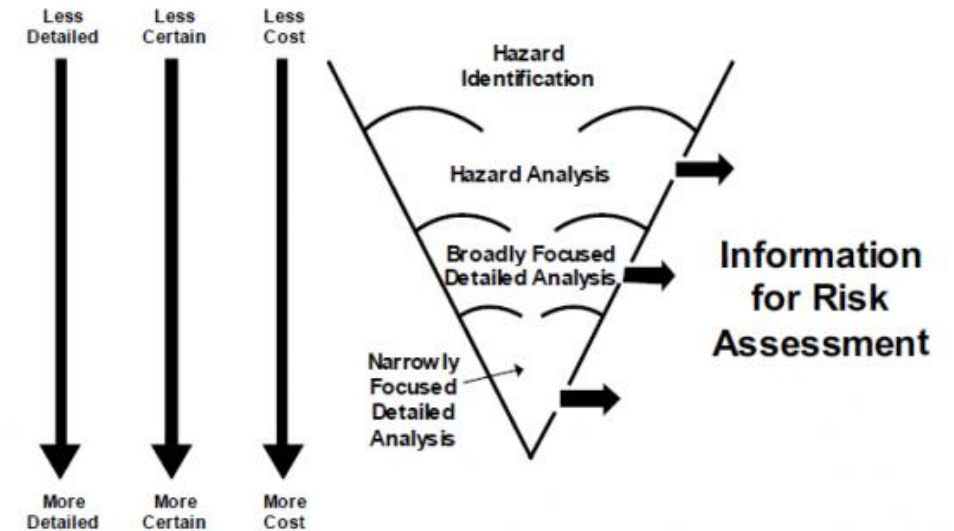 Less
Detailed
Less
Certain
Less
Cost
Hazard
Identification
Hazard Analysis
Broadly Focused
Detailed Analysis
Narrowly
Focused
Detailed
Analysis
Information
for Risk
Assessment
More
Detailed
More
Certain
More
Cost